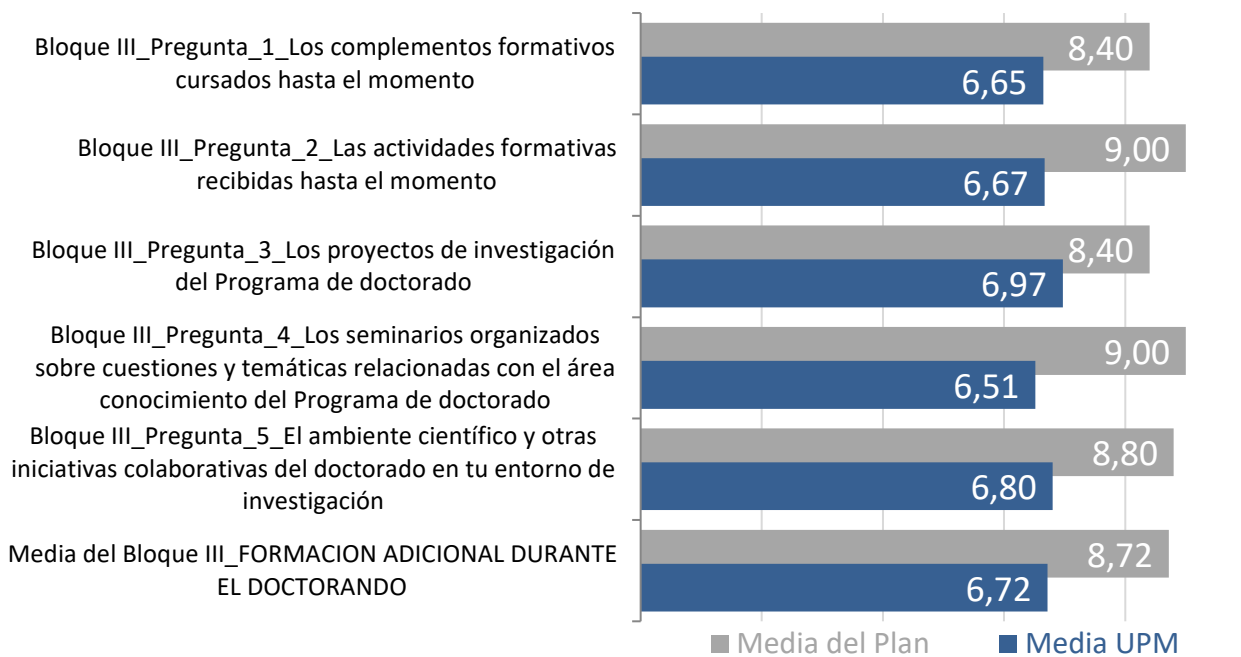 Bloque III_Pregunta_1_Los complementos formativos
cursados hasta el momento
8,40
6,65
Bloque III_Pregunta_2_Las actividades formativas
recibidas hasta el momento
9,00
6,67
Bloque III_Pregunta_3_Los proyectos de investigación
del Programa de doctorado
8,40
6,97
Bloque III_Pregunta_4_Los seminarios organizados
sobre cuestiones y temáticas relacionadas con el área
conocimiento del Programa de doctorado
9,00
6,51
Bloque III_Pregunta_5_El ambiente científico y otras
iniciativas colaborativas del doctorado en tu entorno de
investigación
8,80
6,80
Media del Bloque III_FORMACION ADICIONAL DURANTE
EL DOCTORANDO
8,72
6,72
Media del Plan
Media UPM